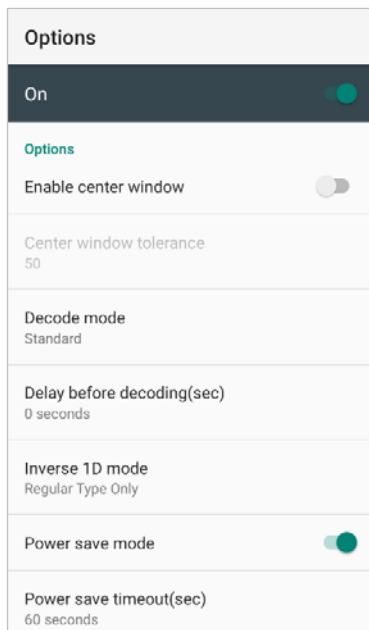 Options
On
Options
Enable center window
Center window tolerance
50
Decode mode
Standard
Delay before decoding(sec)
0 seconds
Inverse 1D mode
Regular Type Only
Power save mode
Power save timeout(sec)
60 seconds